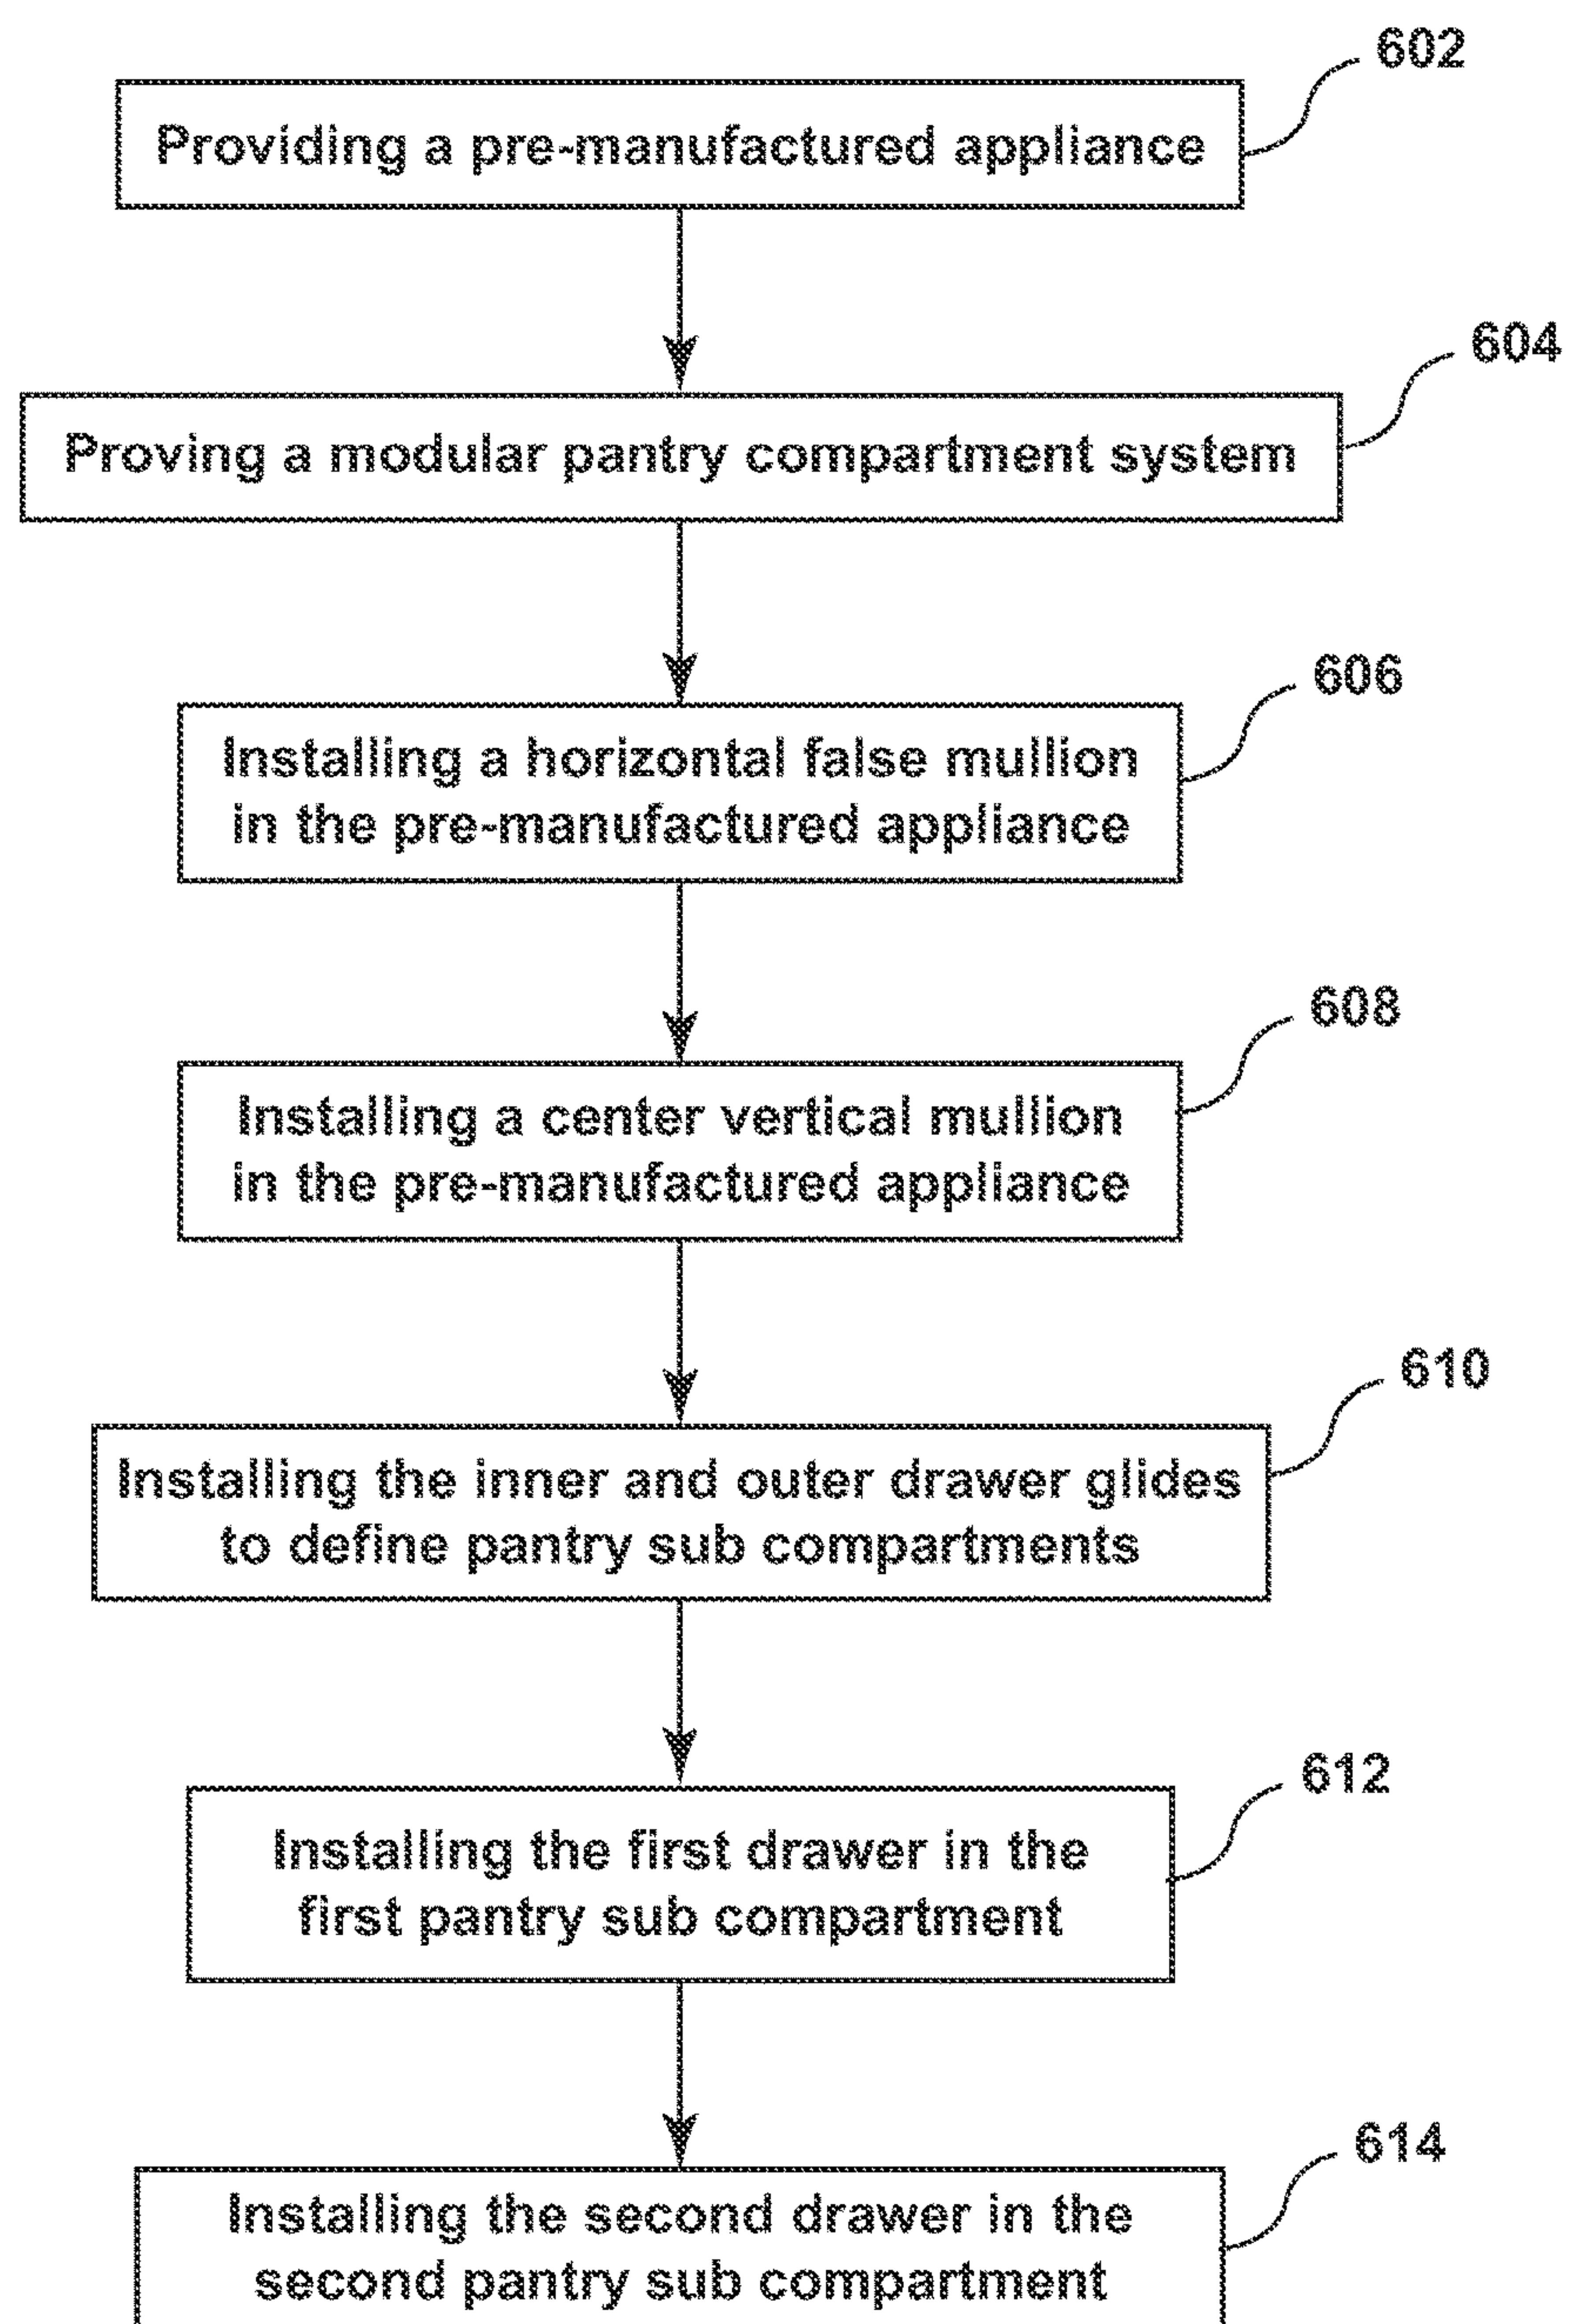 602
Providing a pre-manufactured appliance
604
Proving a modular pantry compartment system
606
Installing a horizontal false mullion
in the pre-manufactured appliance
608
Installing a center vertical mullion
in the pre-manufactured appliance
610
Installing the inner and outer drawer glides
to define pantry sub compartments
612
Installing the first drawer in the
first pantry sub compartment
614
Installing the second drawer in the
second pantry sub compartment